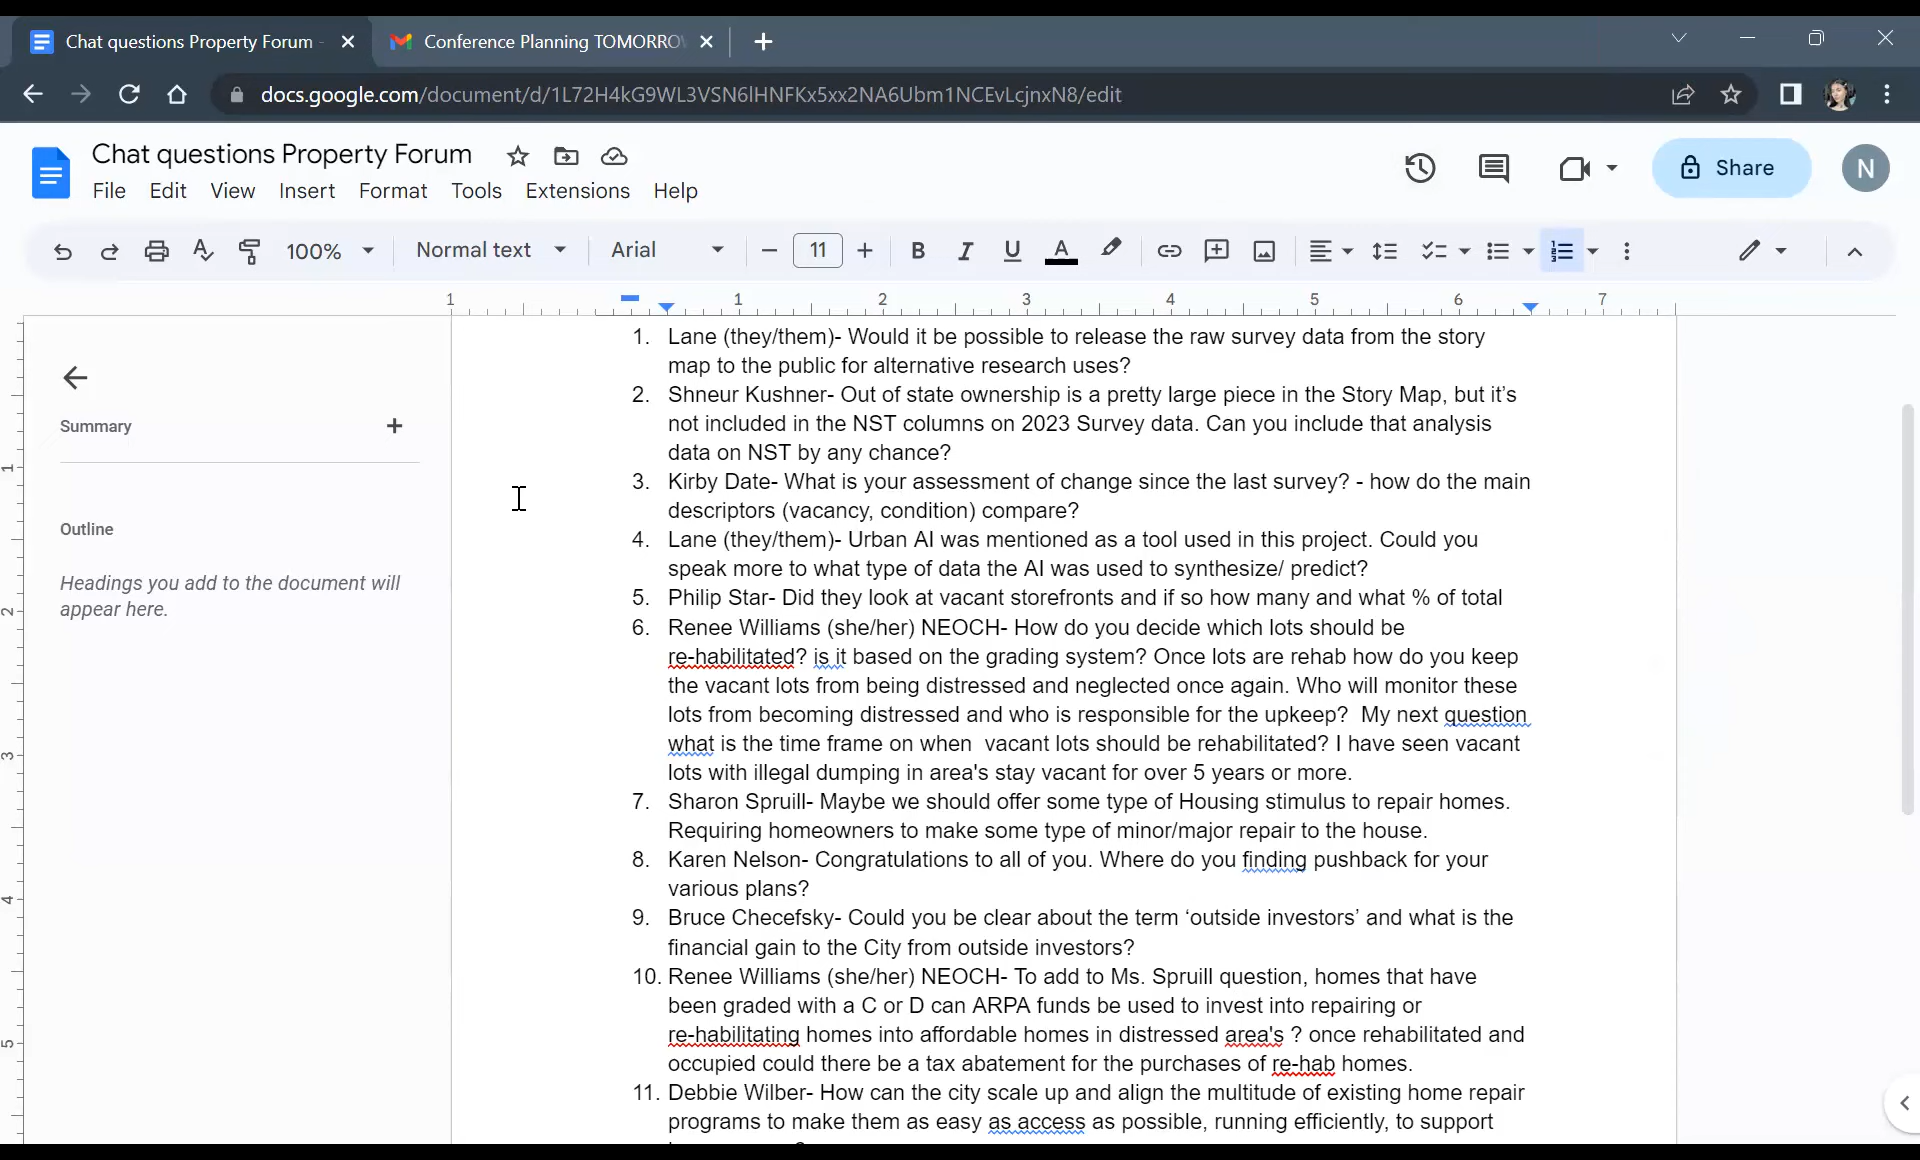 Chat questions Property Forum -
Conference Planning TOMORRO
docs.google.com/document/d/1L72H4kG9WL3VSN6lHNFKx5xx2NA6Ubm1NCEvLcjnxN8/edit
Chat questions Property Forum
File Edit View Insert Format Tools Extensions Help
Share
N
100% Normal text Arial 11 B I U A
1 1 2 3 4 5 6 7
Summary
Outline
Headings you add to the document will
appear here.
1
2
3
4
5
1. Lane (they/them)- Would it be possible to release the raw survey data from the story
map to the public for alternative research uses?
2. Shneur Kushner- Out of state ownership is a pretty large piece in the Story Map, but it’s
not included in the NST columns on 2023 Survey data. Can you include that analysis
data on NST by any chance?
3. Kirby Date- What is your assessment of change since the last survey? - how do the main
descriptors (vacancy, condition) compare?
4. Lane (they/them)- Urban AI was mentioned as a tool used in this project. Could you
speak more to what type of data the AI was used to synthesize/ predict?
5. Philip Star- Did they look at vacant storefronts and if so how many and what % of total
6. Renee Williams (she/her) NEOCH- How do you decide which lots should be
re-habilitated? is it based on the grading system? Once lots are rehab how do you keep
the vacant lots from being distressed and neglected once again. Who will monitor these
lots from becoming distressed and who is responsible for the upkeep?  My next question
what is the time frame on when  vacant lots should be rehabilitated? I have seen vacant
lots with illegal dumping in area's stay vacant for over 5 years or more.
7. Sharon Spruill- Maybe we should offer some type of Housing stimulus to repair homes.
Requiring homeowners to make some type of minor/major repair to the house.
8. Karen Nelson- Congratulations to all of you. Where do you finding pushback for your
various plans?
9. Bruce Checefsky- Could you be clear about the term ‘outside investors’ and what is the
financial gain to the City from outside investors?
10. Renee Williams (she/her) NEOCH- To add to Ms. Spruill question, homes that have
been graded with a C or D can ARPA funds be used to invest into repairing or
re-habilitating homes into affordable homes in distressed area's ? once rehabilitated and
occupied could there be a tax abatement for the purchases of re-hab homes.
11. Debbie Wilber- How can the city scale up and align the multitude of existing home repair
programs to make them as easy as access as possible, running efficiently, to support